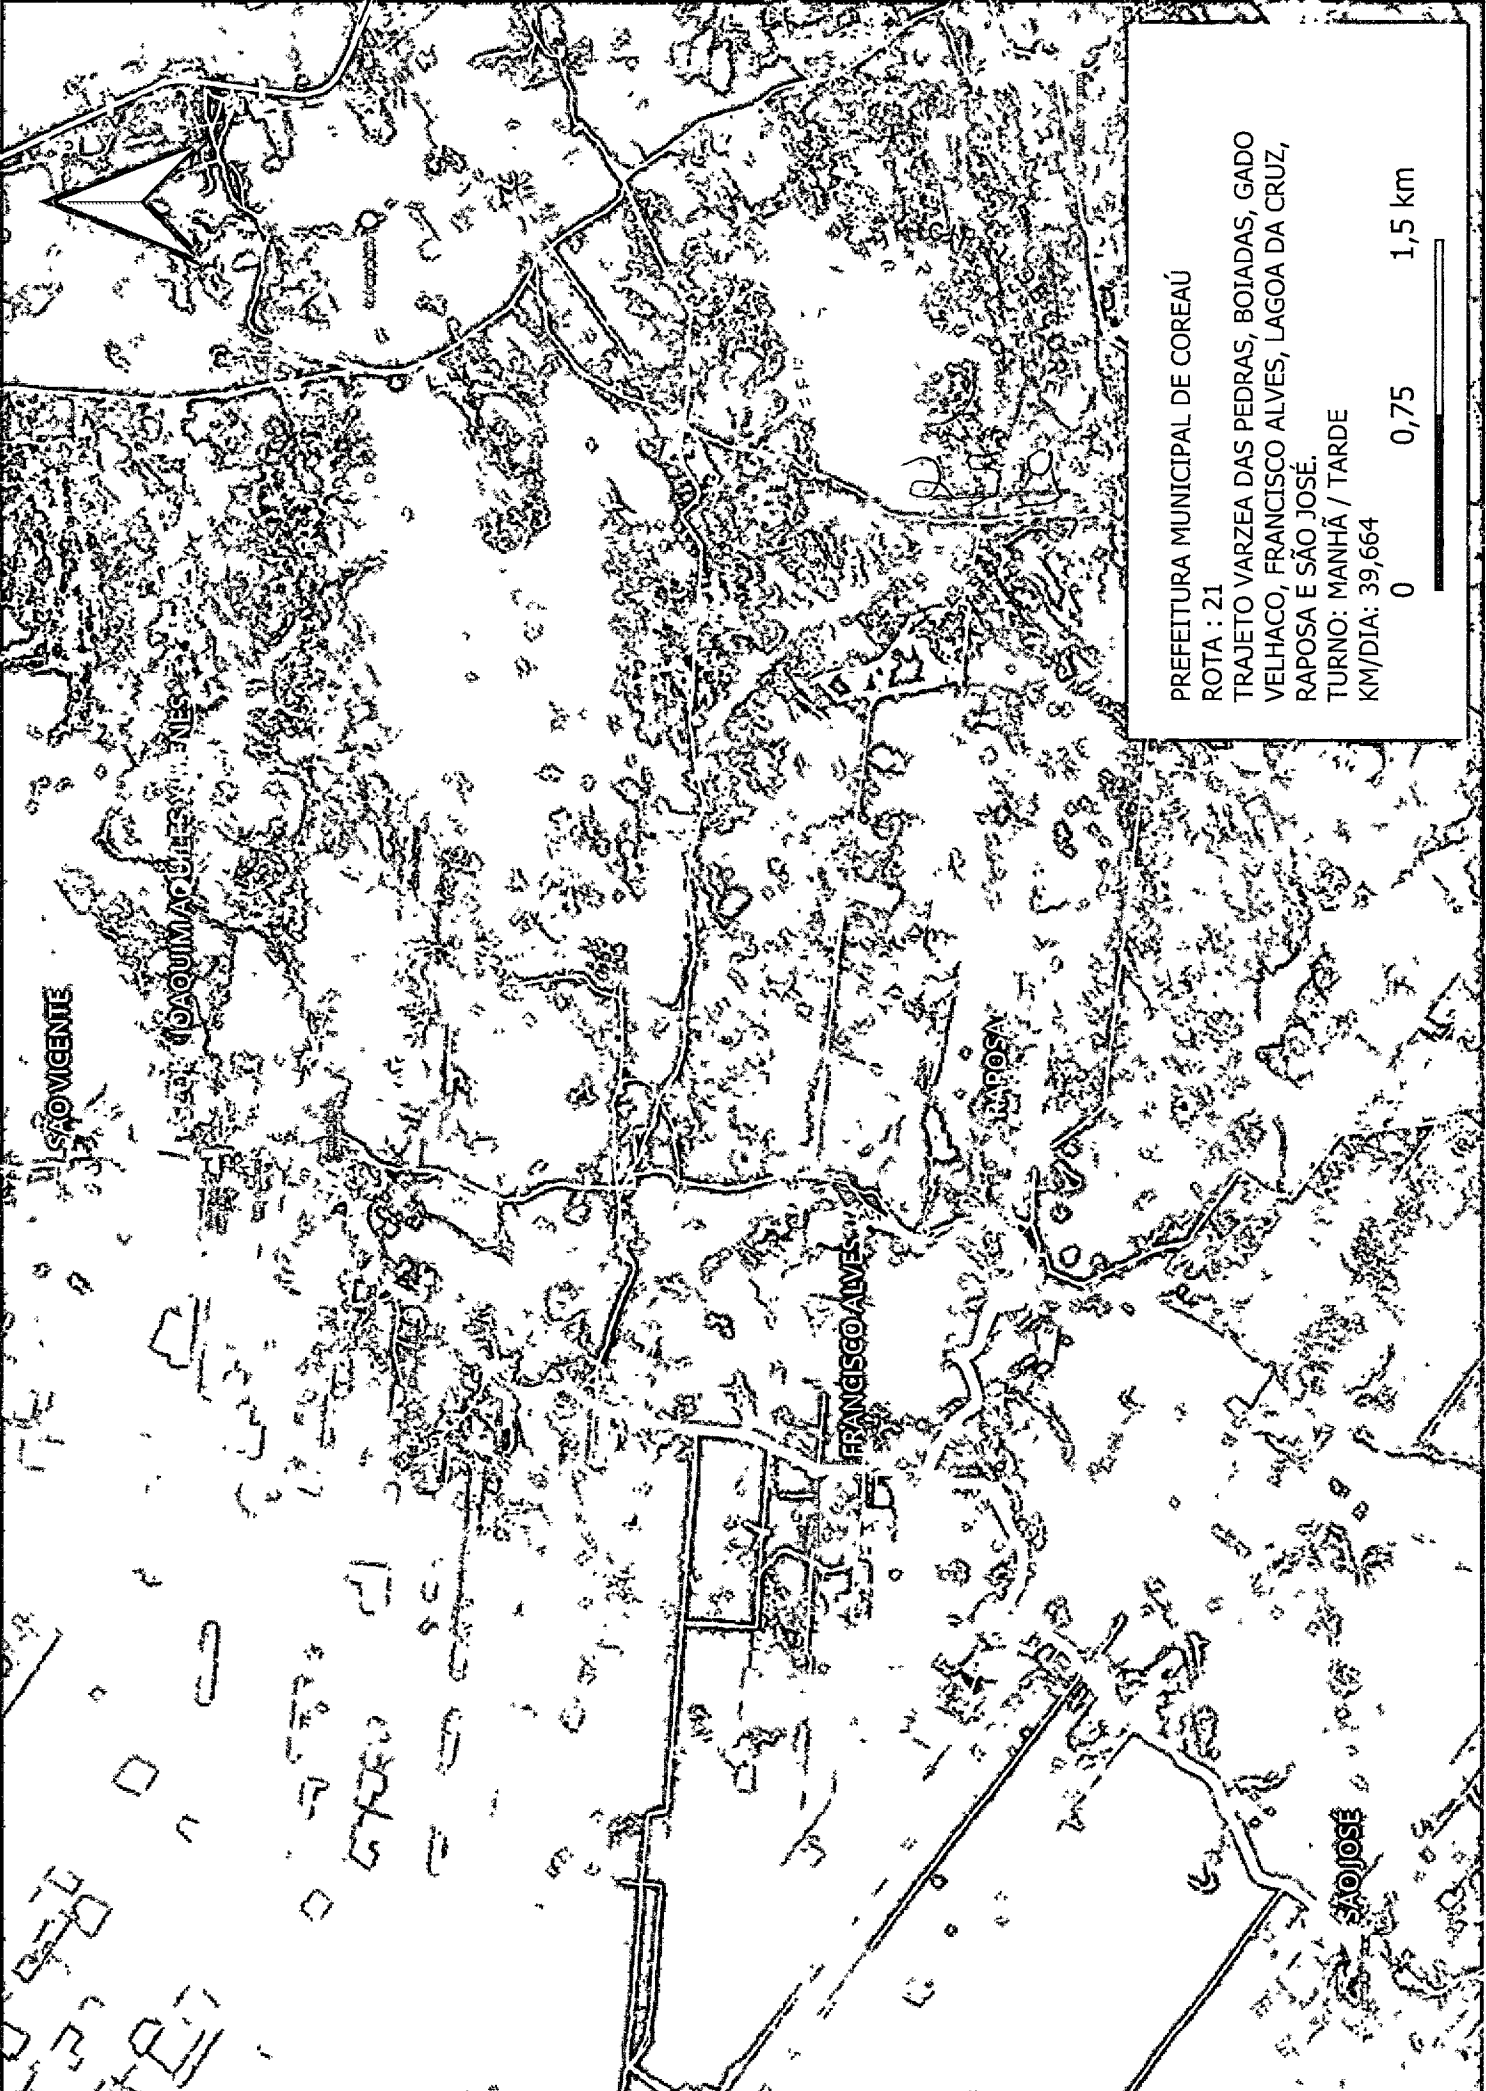 SÃO VICENTE
JOAQUIM AQUILES
FRANCISCO ALVES
RAPOSA
SÃO JOSÉ
PREFEITURA MUNICIPAL DE COREAÚ
ROTA : 21
TRAJETO VARZEA DAS PEDRAS, BOIADAS, GADO
VELHACO, FRANCISCO ALVES, LAGOA DA CRUZ,
RAPOSA E SÃO JOSÉ.
TURNO: MANHÃ / TARDE
KM/DIA: 39,664
0 0,75 1,5 km